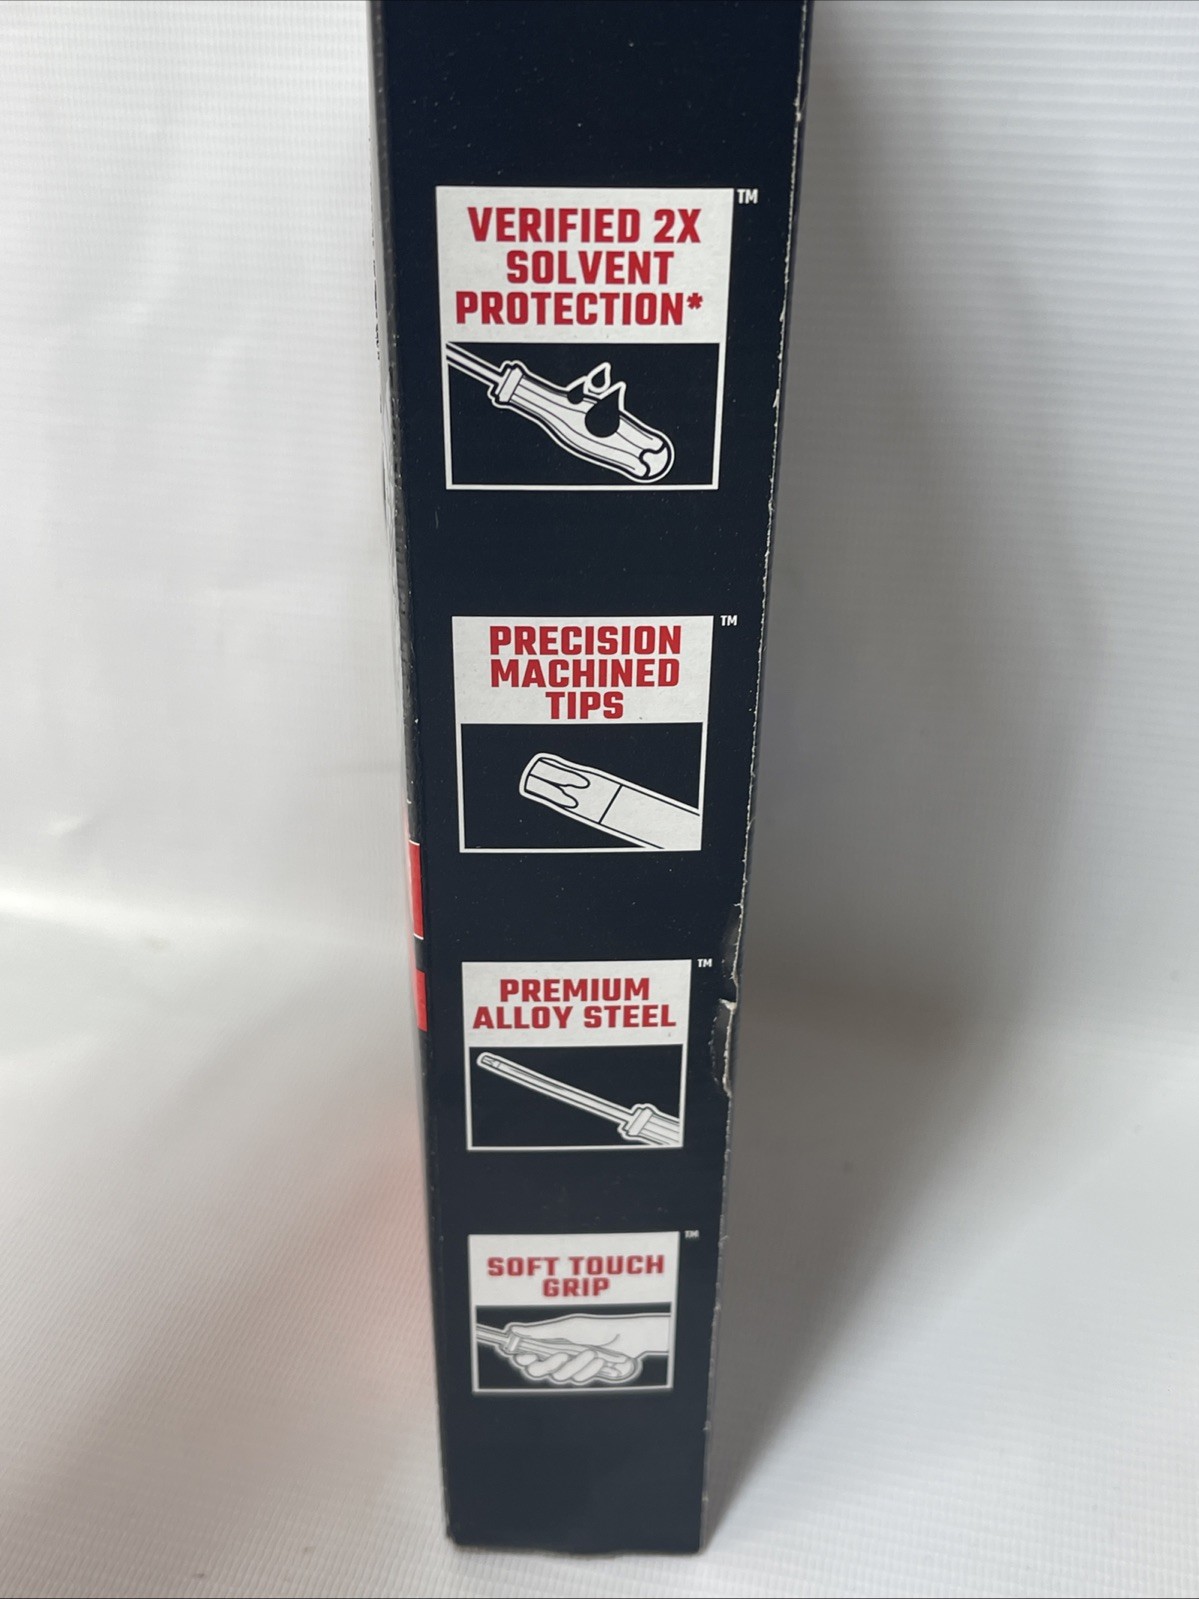 VERIFIED 2X
SOLVENT
PROTECTION*
TM
PRECISION
MACHINED
TIPS
TM
PREMIUM
ALLOY STEEL
TM
SOFT TOUCH
GRIP
TM